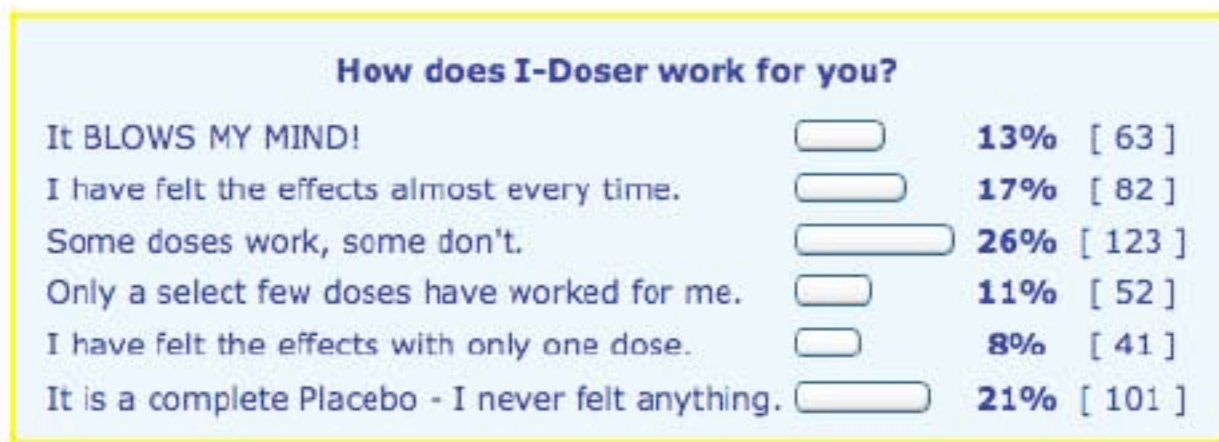 How does I-Doser work for you?
It BLOWS MY MIND! 13% [ 63 ]
I have felt the effects almost every time. 17% [ 82 ]
Some doses work, some don't. 26% [ 123 ]
Only a select few doses have worked for me. 11% [ 52 ]
I have felt the effects with only one dose. 8% [ 41 ]
It is a complete Placebo - I never felt anything. 21% [ 101 ]